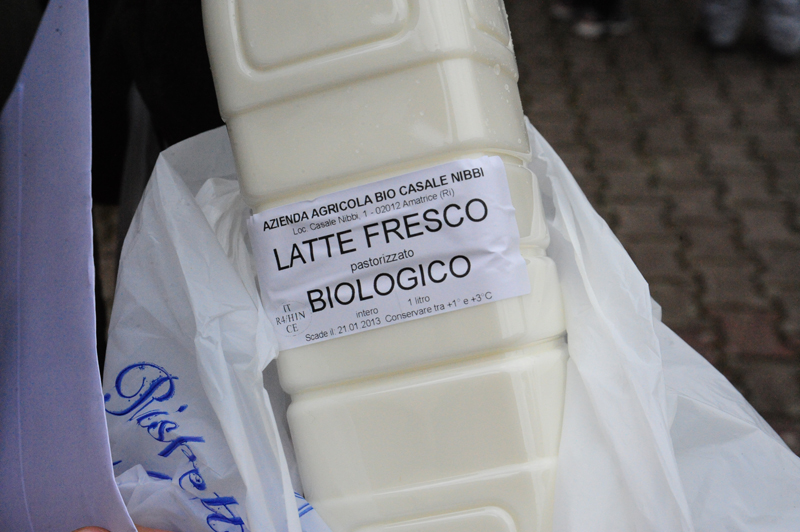 AZIENDA AGRICOLA BIO CASALE NIBBI
Loc. Casale Nibbi, 1 - 02012 Amatrice (Ri)
LATTE FRESCO
pastorizzato
BIOLOGICO
intero 1 litro
Scade il: 21.01.2013 Conservare tra +1° e +3°C
IT
R4/HIN
CE